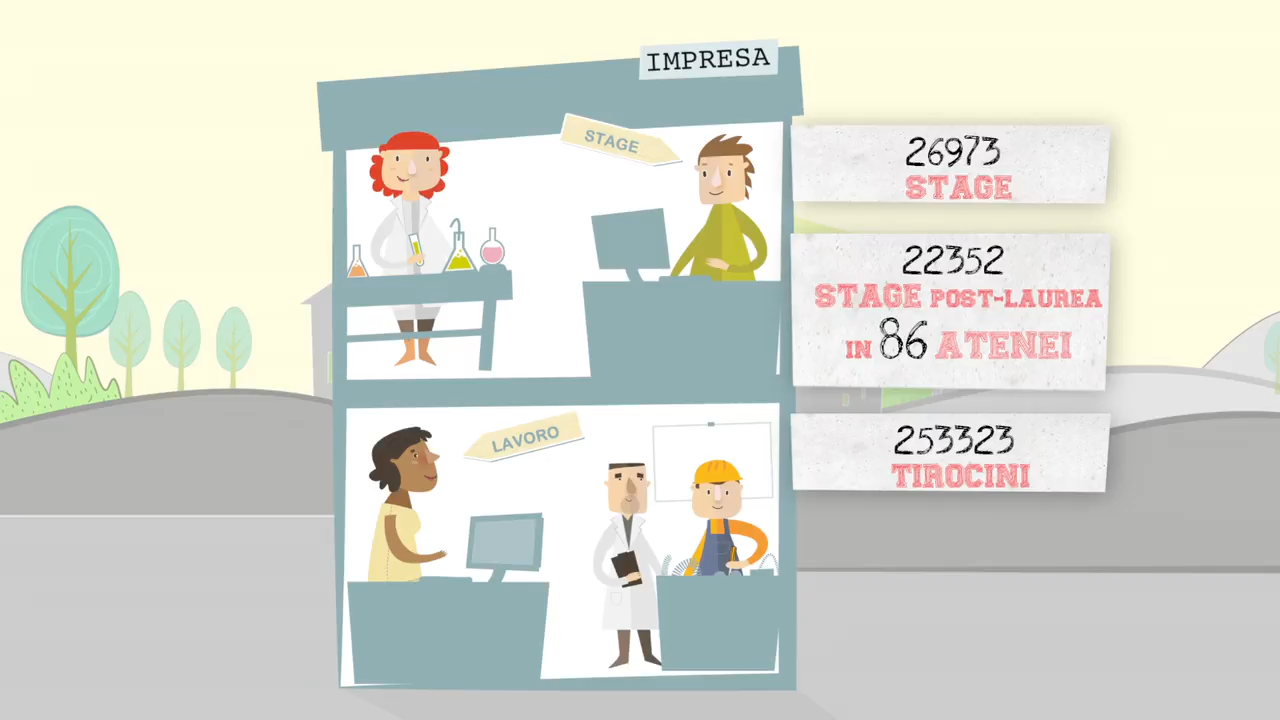 IMPRESA
STAGE
26973
STAGE
22352
STAGE POST-LAUREA
IN 86 ATENEI
LAVORO
253323
TIROCINI